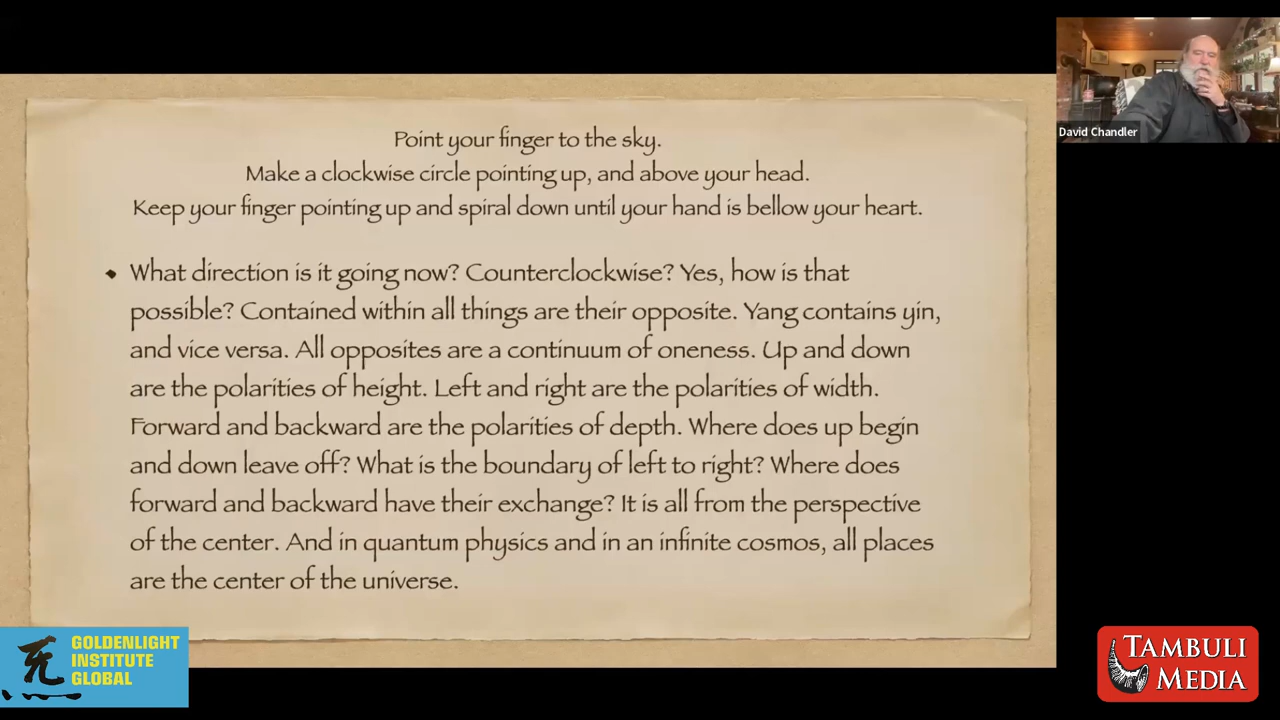 Point your finger to the sky.
Make a clockwise circle pointing up, and above your head.
Keep your finger pointing up and spiral down until your hand is bellow your heart.
What direction is it going now? Counterclockwise? Yes, how is that
possible? Contained within all things are their opposite. Yang contains yin,
and vice versa. All opposites are a continuum of oneness. Up and down
are the polarities of height. Left and right are the polarities of width.
Forward and backward are the polarities of depth. Where does up begin
and down leave off? What is the boundary of left to right? Where does
forward and backward have their exchange? It is all from the perspective
of the center. And in quantum physics and in an infinite cosmos, all places
are the center of the universe.
David Chandler
GOLDENLIGHT
INSTITUTE
GLOBAL
TAMBULI
MEDIA